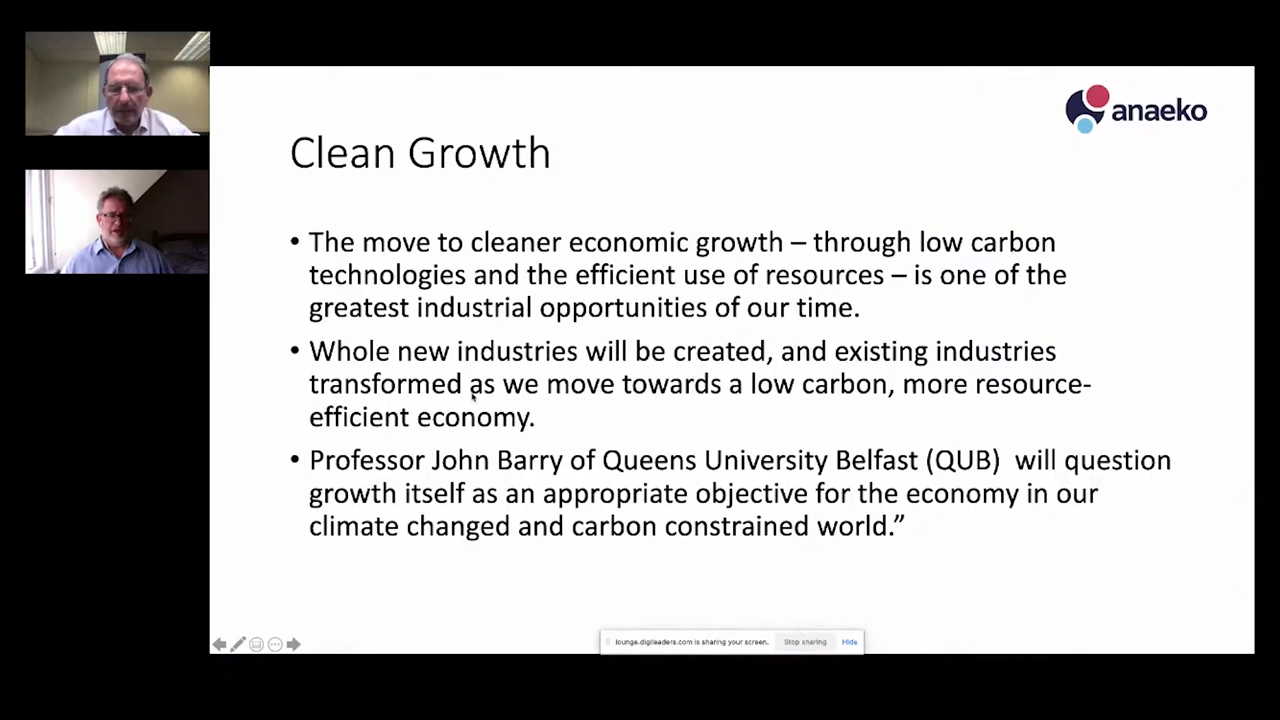 anaeko
Clean Growth
• The move to cleaner economic growth – through low carbon
technologies and the efficient use of resources – is one of the
greatest industrial opportunities of our time.
• Whole new industries will be created, and existing industries
transformed as we move towards a low carbon, more resource-
efficient economy.
• Professor John Barry of Queens University Belfast (QUB)  will question
growth itself as an appropriate objective for the economy in our
climate changed and carbon constrained world.”
lounge.digileaders.com is sharing your screen. Stop sharing Hide